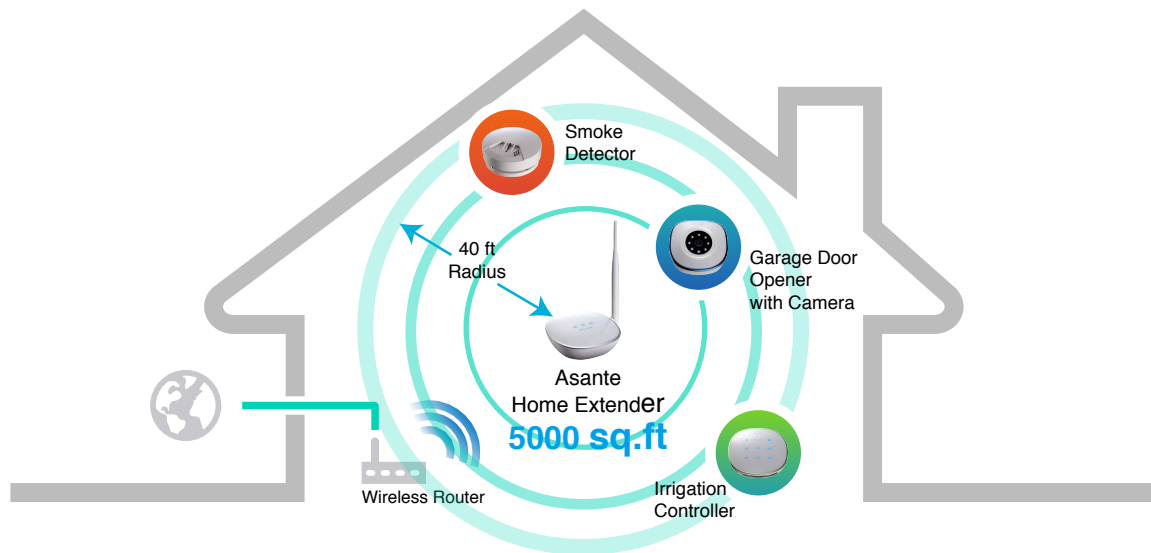 Smoke
Detector
40 ft
Radius
Garage Door
Opener
with Camera
Asante
Home Extender
5000 sq.ft
Wireless Router
Irrigation
Controller